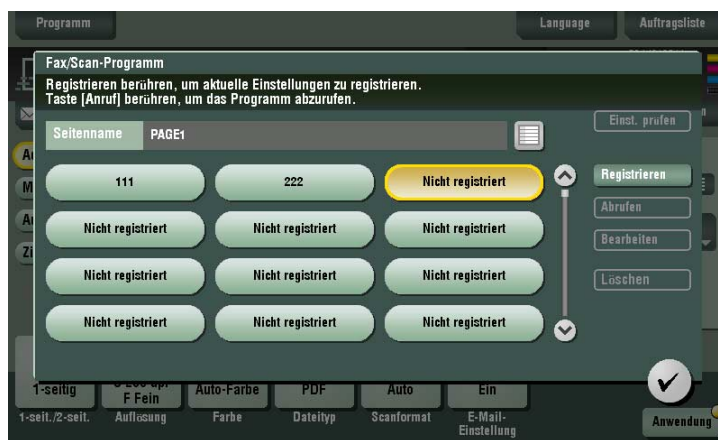 Programm
Language
Auftragsliste
Fax/Scan-Programm
Registrieren berühren, um aktuelle Einstellungen zu registrieren.
Taste [Anruf] berühren, um das Programm abzurufen.
Einst. prüfen
Seitenname PAGE1
111 222 Nicht registriert
Registrieren
Nicht registriert Nicht registriert Nicht registriert
Abrufen
Bearbeiten
Nicht registriert Nicht registriert Nicht registriert
Löschen
Nicht registriert Nicht registriert Nicht registriert
1-seitig
F Fein
Auto-Farbe
PDF
Auto
Ein
1-seit./2-seit.
Auflösung
Farbe
Dateityp
Scanformat
E-Mail-
Einstellung
Anwendung